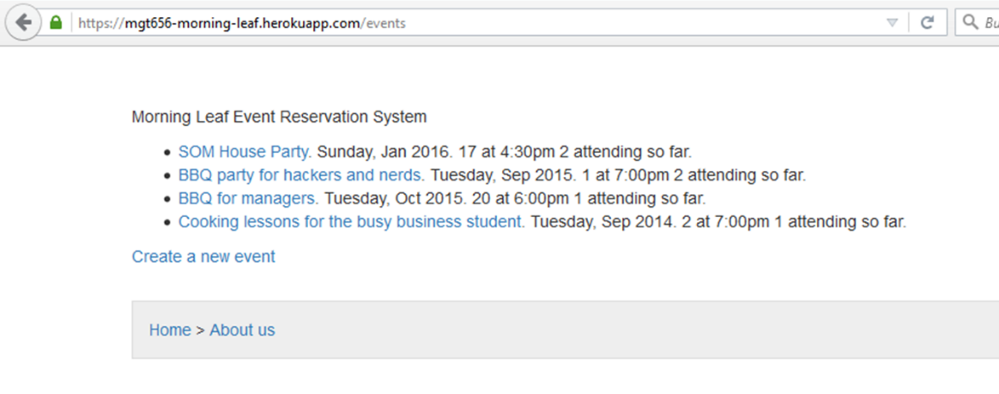 https://mgt656-morning-leaf.herokuapp.com/events
Morning Leaf Event Reservation System
• SOM House Party. Sunday, Jan 2016. 17 at 4:30pm 2 attending so far.
• BBQ party for hackers and nerds. Tuesday, Sep 2015. 1 at 7:00pm 2 attending so far.
• BBQ for managers. Tuesday, Oct 2015. 20 at 6:00pm 1 attending so far.
• Cooking lessons for the busy business student. Tuesday, Sep 2014. 2 at 7:00pm 1 attending so far.
Create a new event
Home > About us